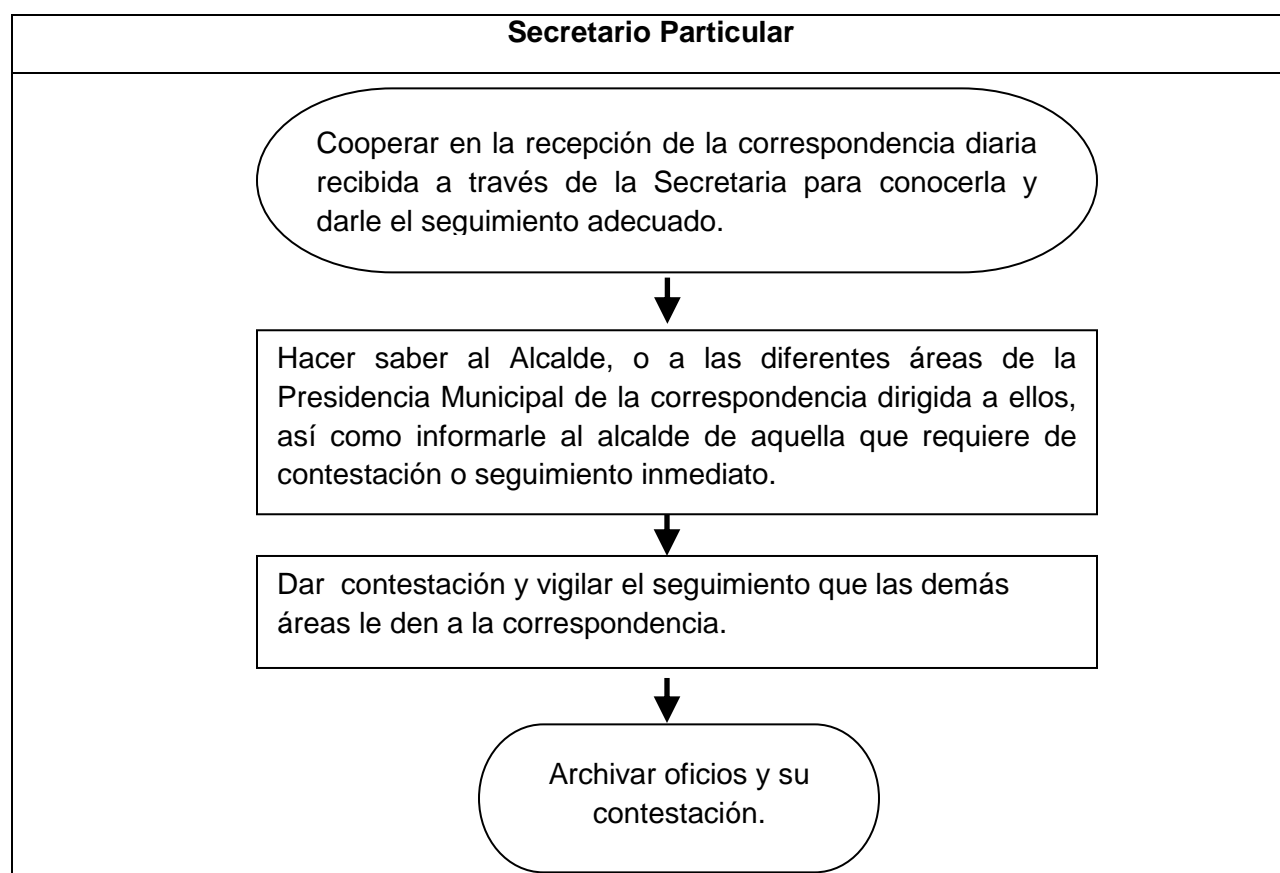 Secretario Particular
Cooperar en la recepción de la correspondencia diaria
recibida a través de la Secretaria para conocerla y
darle el seguimiento adecuado.
Hacer saber al Alcalde, o a las diferentes áreas de la
Presidencia Municipal de la correspondencia dirigida a ellos,
así como informarle al alcalde de aquella que requiere de
contestación o seguimiento inmediato.
Dar contestación y vigilar el seguimiento que las demás
áreas le den a la correspondencia.
Archivar oficios y su
contestación.